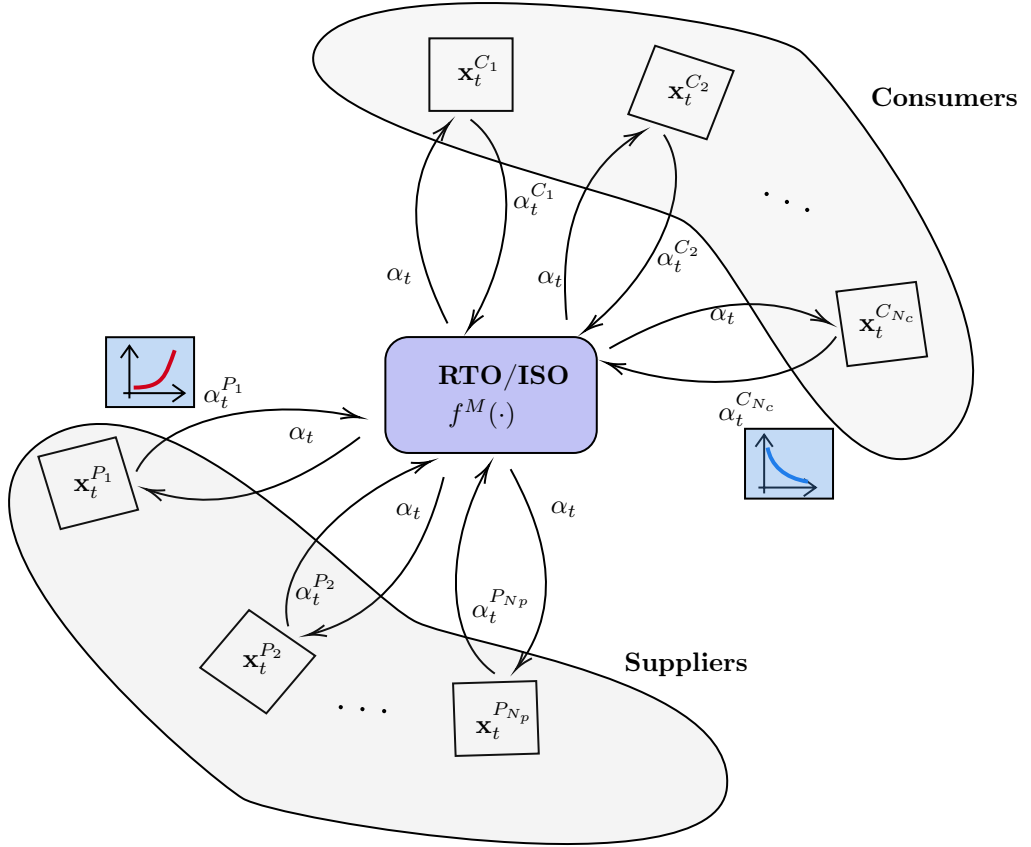 𝐱_t^{C_1}
𝐱_t^{C_2}
Consumers
α_t^{C_1}
· · ·
α_t
α_t
α_t^{C_2}
α_t
𝐱_t^{C_{N_c}}
RTO/ISO
f^M(·)
α_t^{P_1}
α_t^{C_{N_c}}
α_t
𝐱_t^{P_1}
α_t
α_t
α_t^{P_2}
α_t^{P_{N_p}}
𝐱_t^{P_2}
Suppliers
· · ·
𝐱_t^{P_{N_p}}